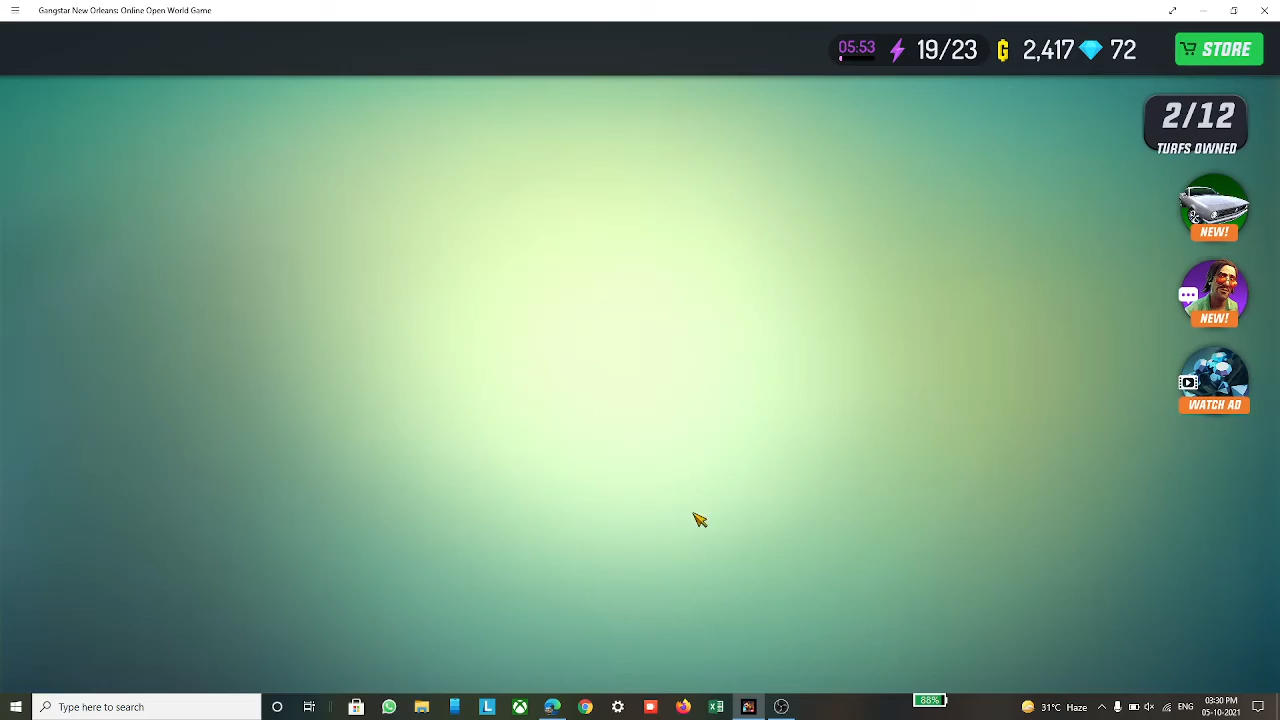 Gangstar New Orleans: Online Open World Game
05:53 19/23 2,417 72 STORE
2/12
TURFS OWNED
NEW!
NEW!
WATCH AD
Type here to search
88%
31°C Haze
03:30 PM
05-10-2021